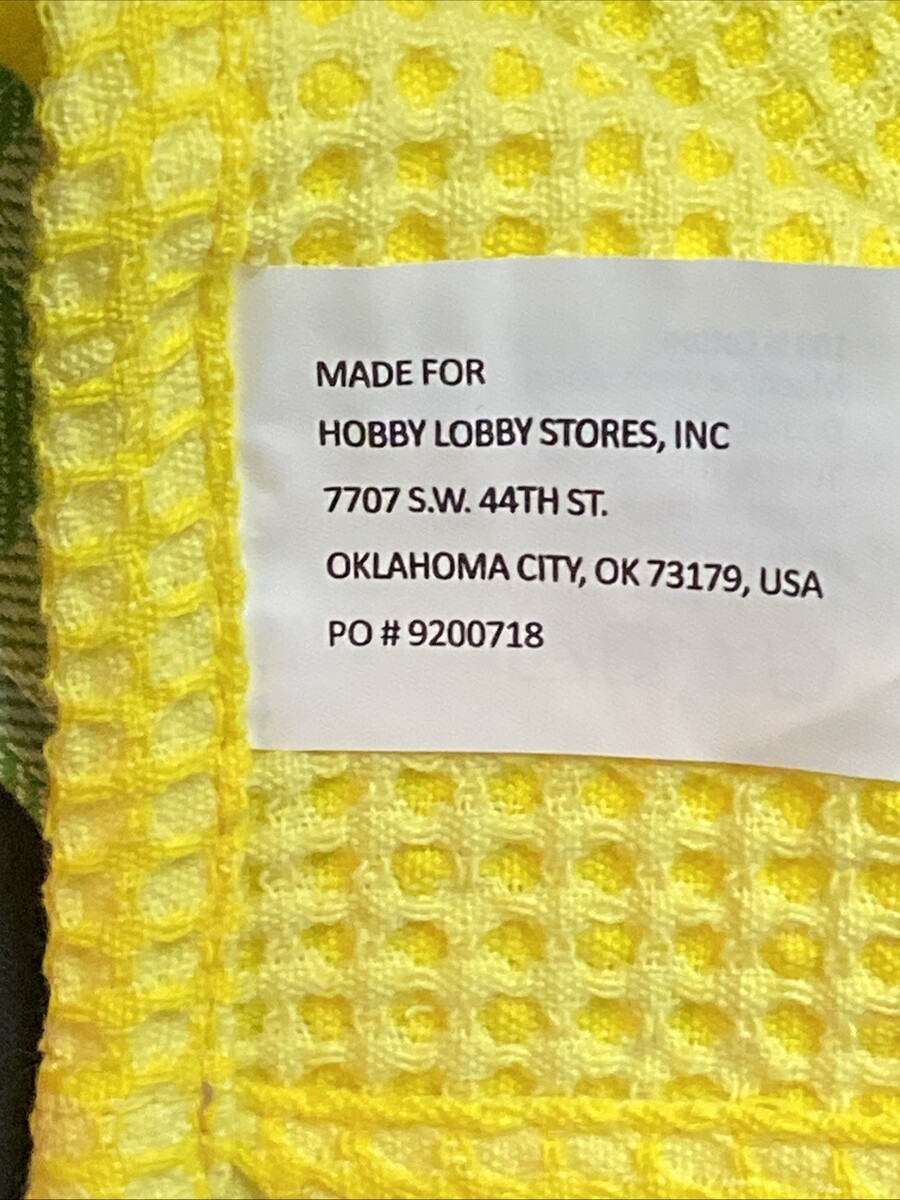 MADE FOR
HOBBY LOBBY STORES, INC
7707 S.W. 44TH ST.
OKLAHOMA CITY, OK 73179, USA
PO # 9200718